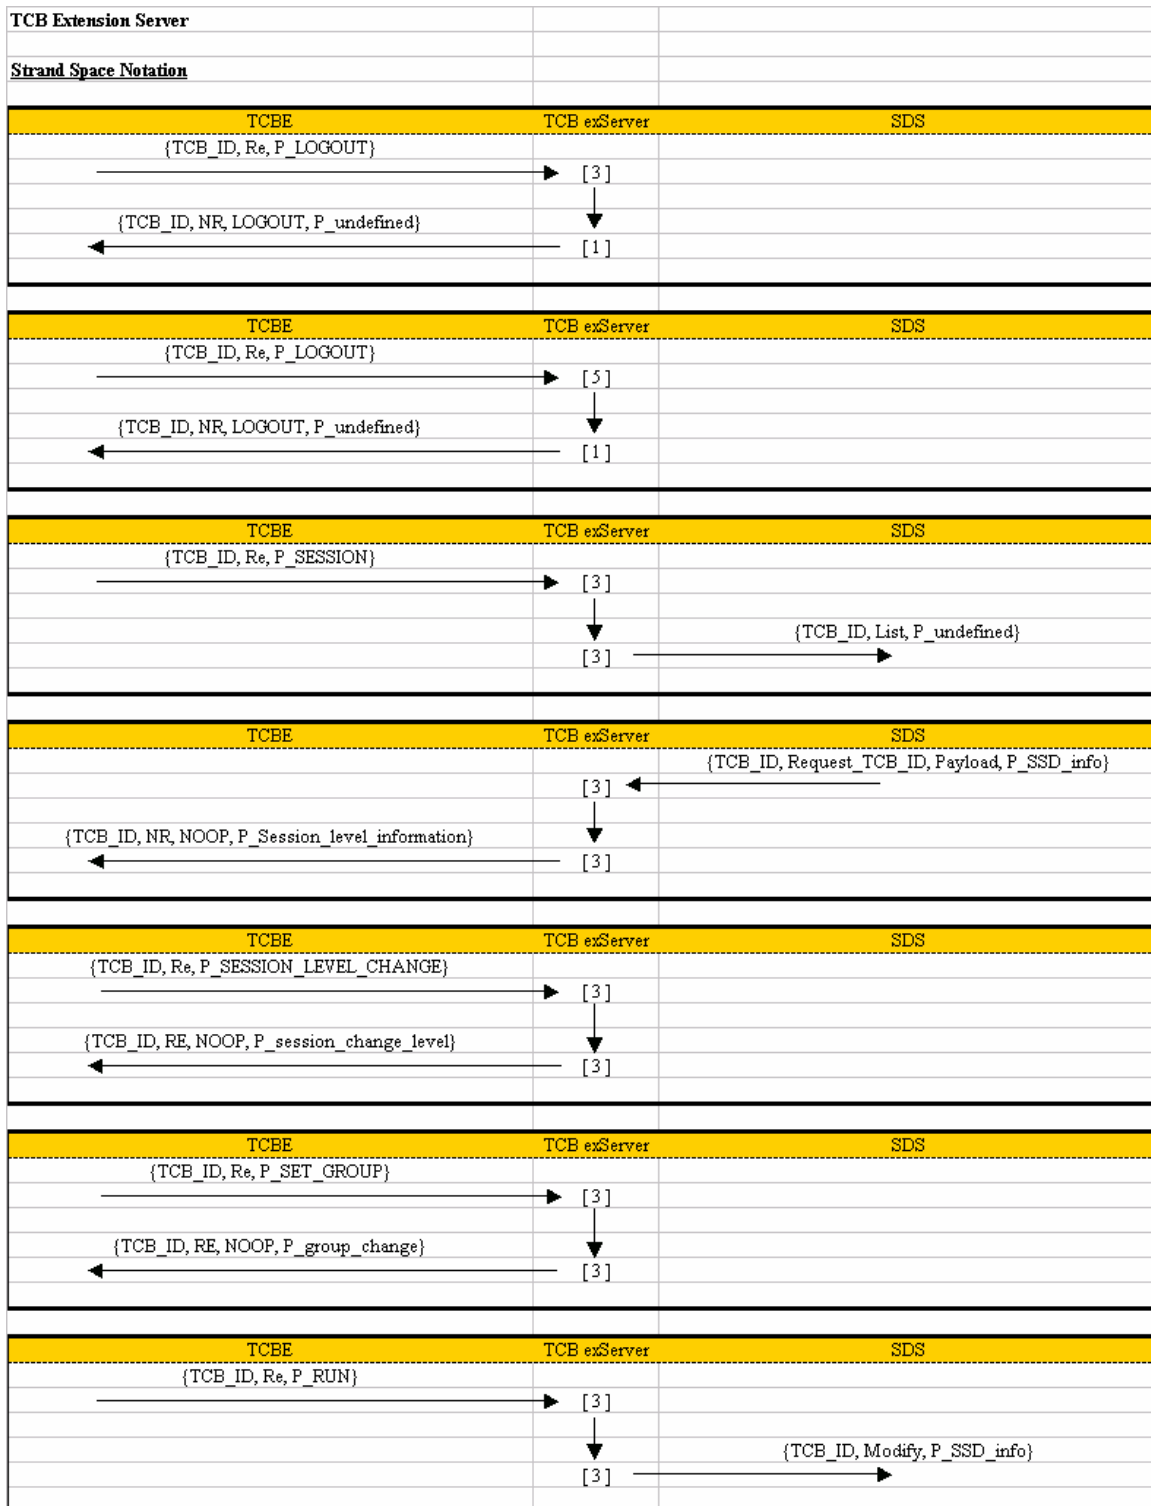 TCB Extension Server
Strand Space Notation
TCBE TCB exServer SDS
{TCB_ID, Re, P_LOGOUT}
[3]
{TCB_ID, NR, LOGOUT, P_undefined}
[1]
TCBE TCB exServer SDS
{TCB_ID, Re, P_LOGOUT}
[5]
{TCB_ID, NR, LOGOUT, P_undefined}
[1]
TCBE TCB exServer SDS
{TCB_ID, Re, P_SESSION}
[3]
{TCB_ID, List, P_undefined}
[3]
TCBE TCB exServer SDS
{TCB_ID, Request_TCB_ID, Payload, P_SSD_info}
[3]
{TCB_ID, NR, NOOP, P_Session_level_information}
[3]
TCBE TCB exServer SDS
{TCB_ID, Re, P_SESSION_LEVEL_CHANGE}
[3]
{TCB_ID, RE, NOOP, P_session_change_level}
[3]
TCBE TCB exServer SDS
{TCB_ID, Re, P_SET_GROUP}
[3]
{TCB_ID, RE, NOOP, P_group_change}
[3]
TCBE TCB exServer SDS
{TCB_ID, Re, P_RUN}
[3]
{TCB_ID, Modify, P_SSD_info}
[3]